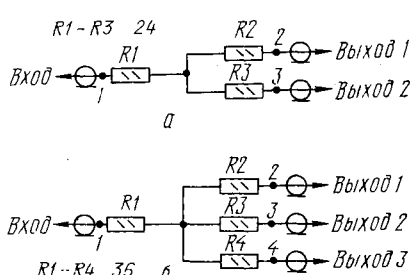 R1-R3 24
R1
R2
2
Выход 1
Вход
1
R3
3
Выход 2
а
R2
2
Выход 1
R1
R3
3
Выход 2
Вход
1
R4
4
Выход 3
R1-R4 36
б